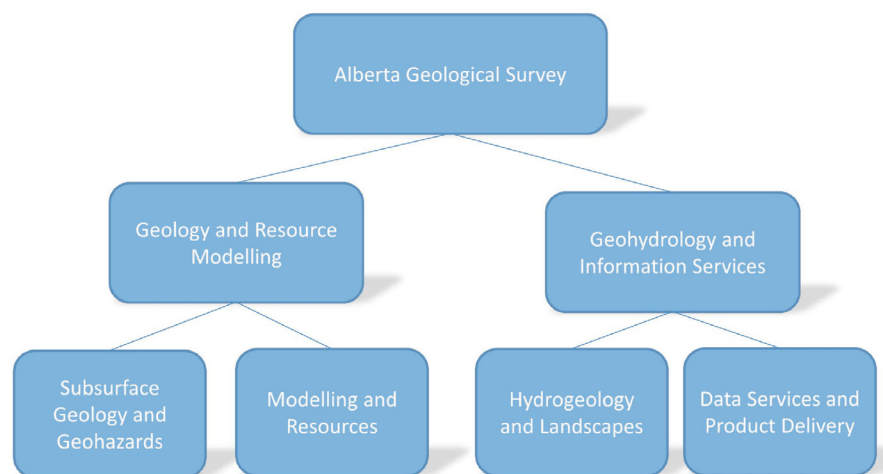 Alberta Geological Survey
Geology and Resource
Modelling
Geohydrology and
Information Services
Subsurface
Geology and
Geohazards
Modelling and
Resources
Hydrogeology
and Landscapes
Data Services and
Product Delivery